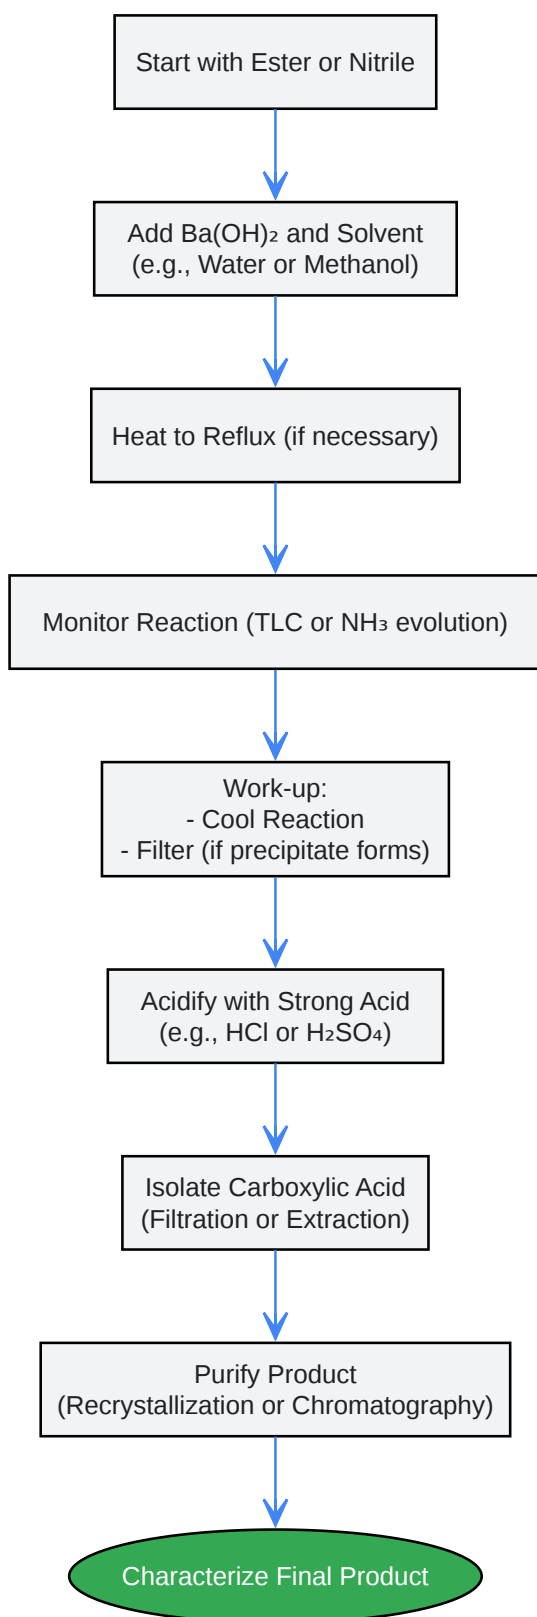 Start with Ester or Nitrile
Add Ba(OH)₂ and Solvent
(e.g., Water or Methanol)
Heat to Reflux (if necessary)
Monitor Reaction (TLC or NH₃ evolution)
Work-up:
- Cool Reaction
- Filter (if precipitate forms)
Acidify with Strong Acid
(e.g., HCl or H₂SO₄)
Isolate Carboxylic Acid
(Filtration or Extraction)
Purify Product
(Recrystallization or Chromatography)
Characterize Final Product